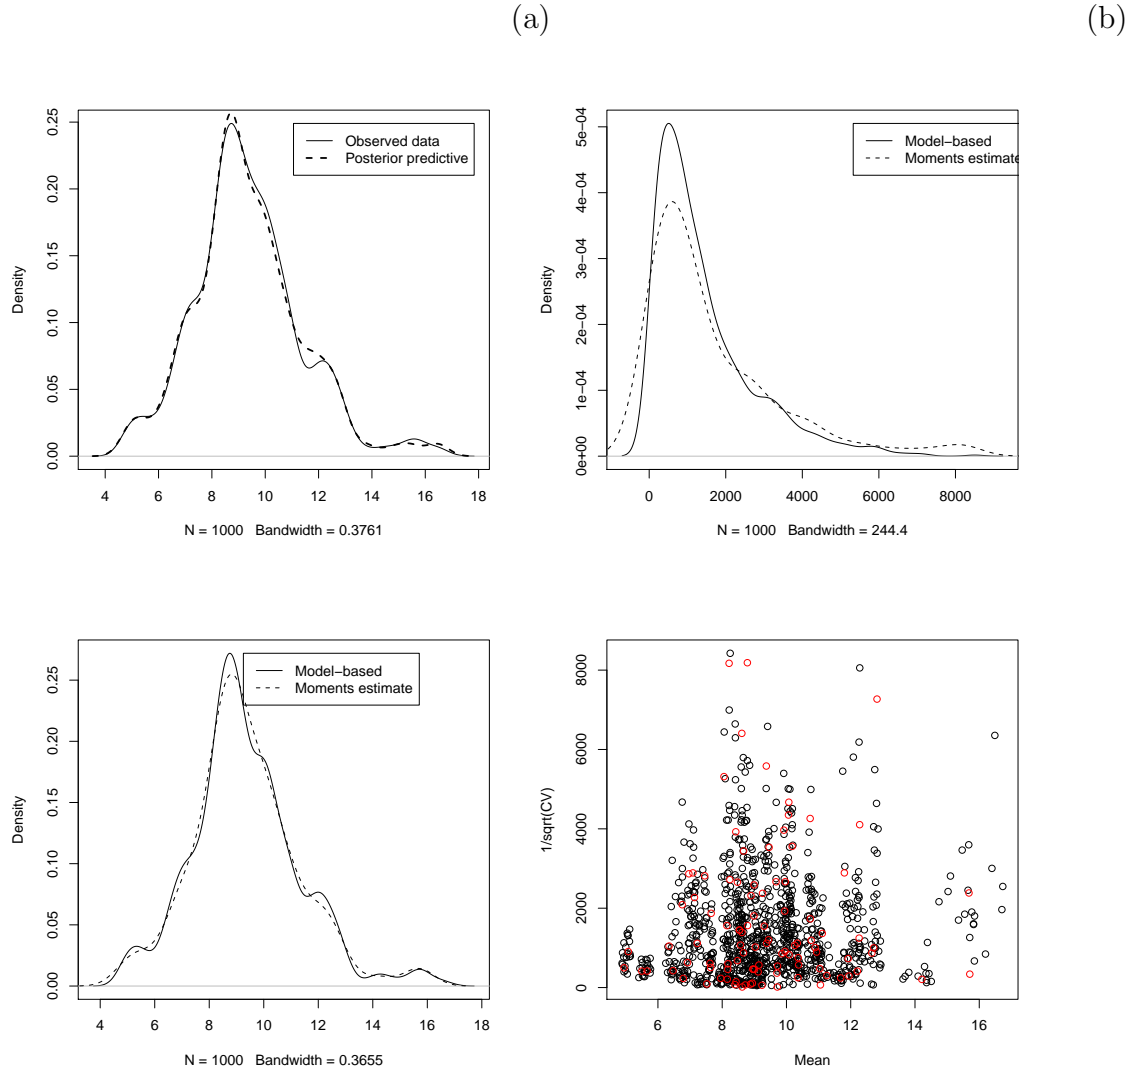 (a)
(b)
Observed data
Posterior predictive
0.00 0.05 0.10 0.15 0.20 0.25
Density
4 6 8 10 12 14 16 18
N = 1000 Bandwidth = 0.3761
Model−based
Moments estimate
0e+00 1e−04 2e−04 3e−04 4e−04 5e−04
Density
0 2000 4000 6000 8000
N = 1000 Bandwidth = 244.4
Model−based
Moments estimate
0.00 0.05 0.10 0.15 0.20 0.25
Density
4 6 8 10 12 14 16 18
N = 1000 Bandwidth = 0.3655
0 2000 4000 6000 8000
1/sqrt(CV)
6 8 10 12 14 16
Mean